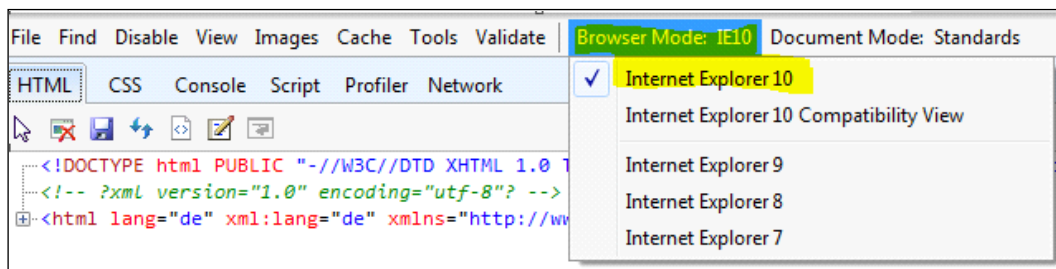 File Find Disable View Images Cache Tools Validate Browser Mode: IE10 Document Mode: Standards
HTML CSS Console Script Profiler Network
Internet Explorer 10
Internet Explorer 10 Compatibility View
Internet Explorer 9
Internet Explorer 8
Internet Explorer 7
<!DOCTYPE html PUBLIC "-//W3C//DTD XHTML 1.0
<!-- ?xml version="1.0" encoding="utf-8"? -->
<html lang="de" xml:lang="de" xmlns="http://